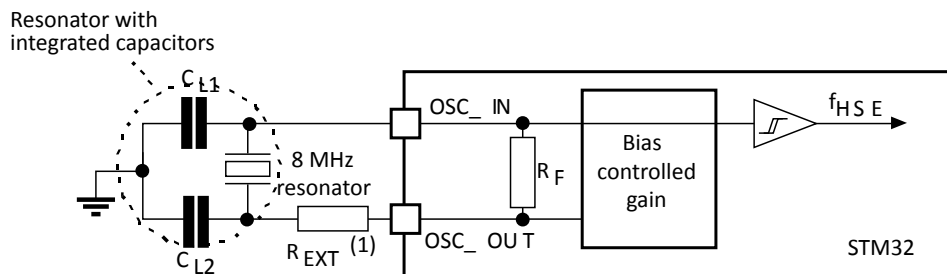 Resonator with
integrated capacitors
CL1
OSC_ IN
fHSE
8 MHz
resonator
RF
Bias
controlled
gain
REXT (1)
OSC_ OUT
CL2
STM32